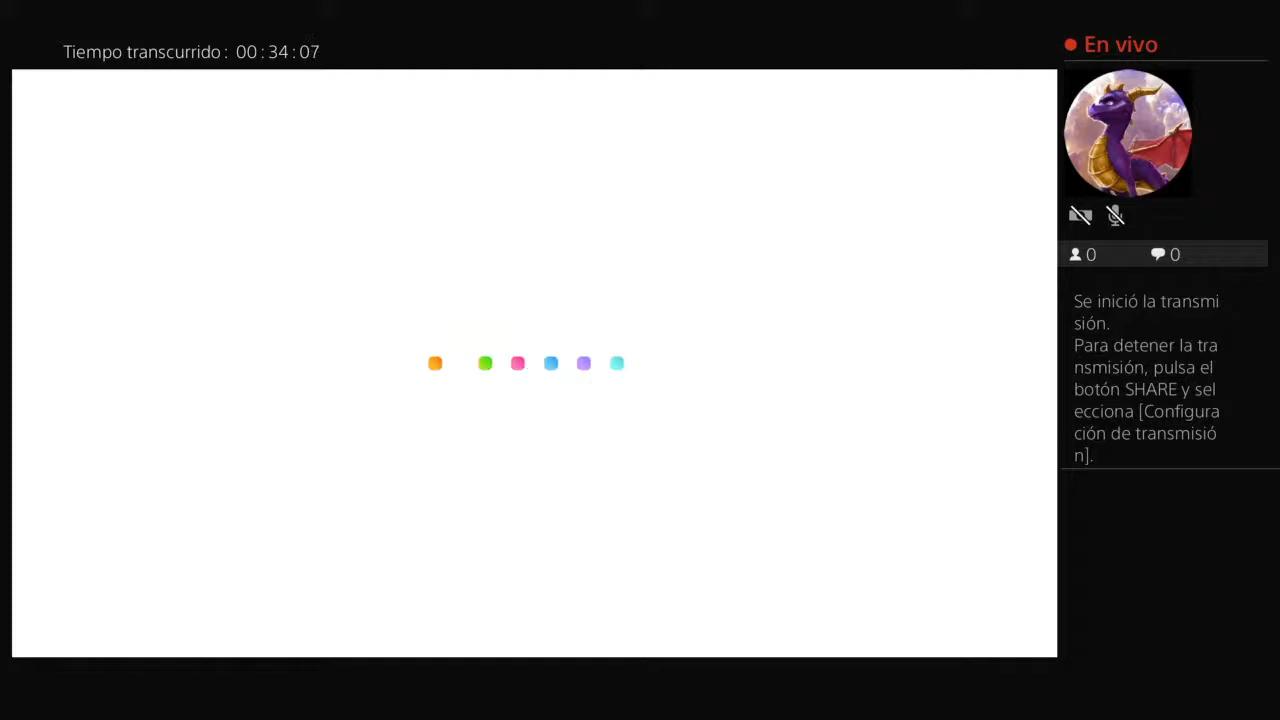 Tiempo transcurrido : 00 : 34 : 07
En vivo
0
0
Se inició la transmi
sión.
Para detener la tra
nsmisión, pulsa el
botón SHARE y sel
ecciona [Configura
ción de transmisió
n].